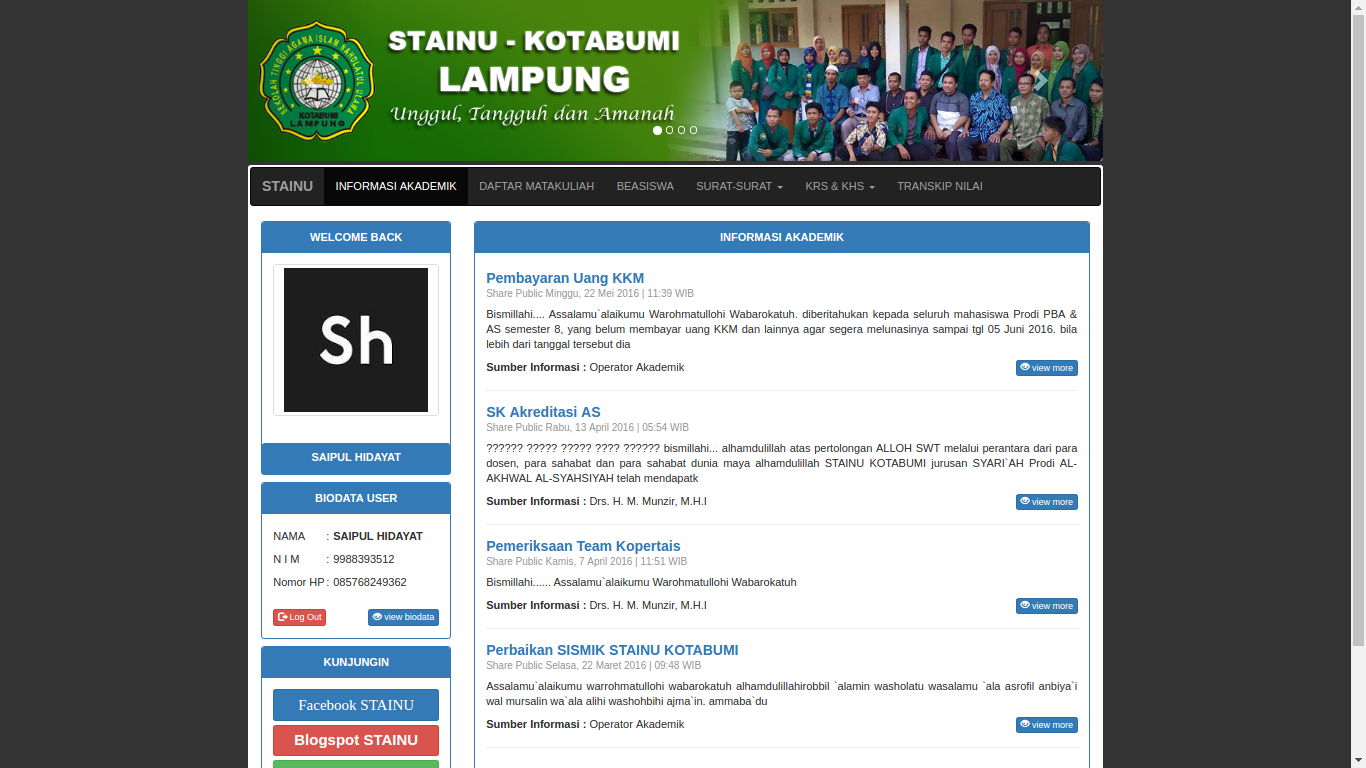 SEKOLAH TINGGI AGAMA ISLAM NAHDLATUL ULAMA
KOTABUMI
LAMPUNG
STAINU - KOTABUMI
LAMPUNG
Unggul, Tangguh dan Amanah
STAINU INFORMASI AKADEMIK DAFTAR MATAKULIAH BEASISWA SURAT-SURAT KRS & KHS TRANSKIP NILAI
WELCOME BACK
Sh
SAIPUL HIDAYAT
BIODATA USER
NAMA : SAIPUL HIDAYAT
N I M : 9988393512
Nomor HP : 085768249362
Log Out view biodata
KUNJUNGIN
Facebook STAINU
Blogspot STAINU
INFORMASI AKADEMIK
Pembayaran Uang KKM
Share Public Minggu, 22 Mei 2016 | 11:39 WIB
Bismillahi.... Assalamu`alaikumu Warohmatullohi Wabarokatuh. diberitahukan kepada seluruh mahasiswa Prodi PBA &
AS semester 8, yang belum membayar uang KKM dan lainnya agar segera melunasinya sampai tgl 05 Juni 2016. bila
lebih dari tanggal tersebut dia
Sumber Informasi : Operator Akademik view more
SK Akreditasi AS
Share Public Rabu, 13 April 2016 | 05:54 WIB
?????? ????? ????? ???? ?????? bismillahi... alhamdulillah atas pertolongan ALLOH SWT melalui perantara dari para
dosen, para sahabat dan para sahabat dunia maya alhamdulillah STAINU KOTABUMI jurusan SYARI`AH Prodi AL-
AKHWAL AL-SYAHSIYAH telah mendapatk
Sumber Informasi : Drs. H. M. Munzir, M.H.I view more
Pemeriksaan Team Kopertais
Share Public Kamis, 7 April 2016 | 11:51 WIB
Bismillahi...... Assalamu`alaikumu Warohmatullohi Wabarokatuh
Sumber Informasi : Drs. H. M. Munzir, M.H.I view more
Perbaikan SISMIK STAINU KOTABUMI
Share Public Selasa, 22 Maret 2016 | 09:48 WIB
Assalamu`alaikumu warrohmatullohi wabarokatuh alhamdulillahirobbil `alamin washolatu wasalamu `ala asrofil anbiya`i
wal mursalin wa`ala alihi washohbihi ajma`in. ammaba`du
Sumber Informasi : Operator Akademik view more